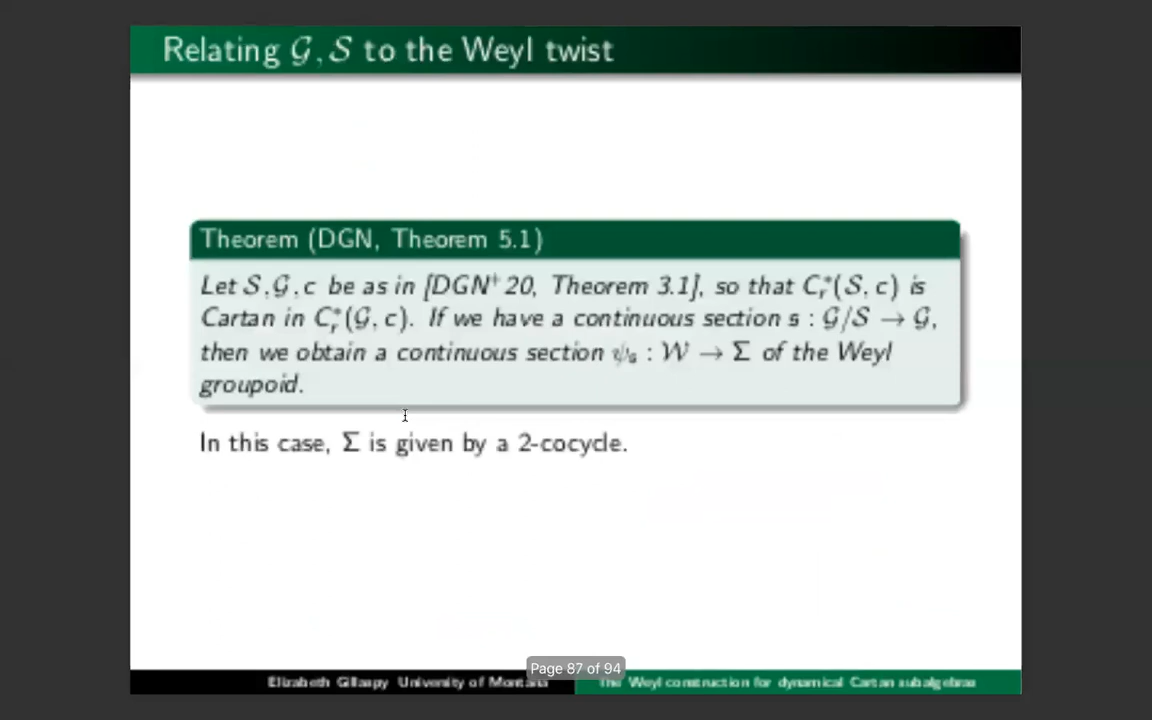 Relating 𝒢, 𝒮 to the Weyl twist
Theorem (DGN, Theorem 5.1)
Let 𝒮, 𝒢, c be as in [DGN⁺20, Theorem 3.1], so that C*ᵣ(𝒮, c) is
Cartan in C*ᵣ(𝒢, c). If we have a continuous section 𝔰 : 𝒢/𝒮 → 𝒢,
then we obtain a continuous section ψ𝔰 : 𝒲 → Σ of the Weyl
groupoid.
In this case, Σ is given by a 2-cocycle.
Page 87 of 94
Elizabeth Gillaspy University of Montana
The Weyl construction for dynamical Cartan subalgebras